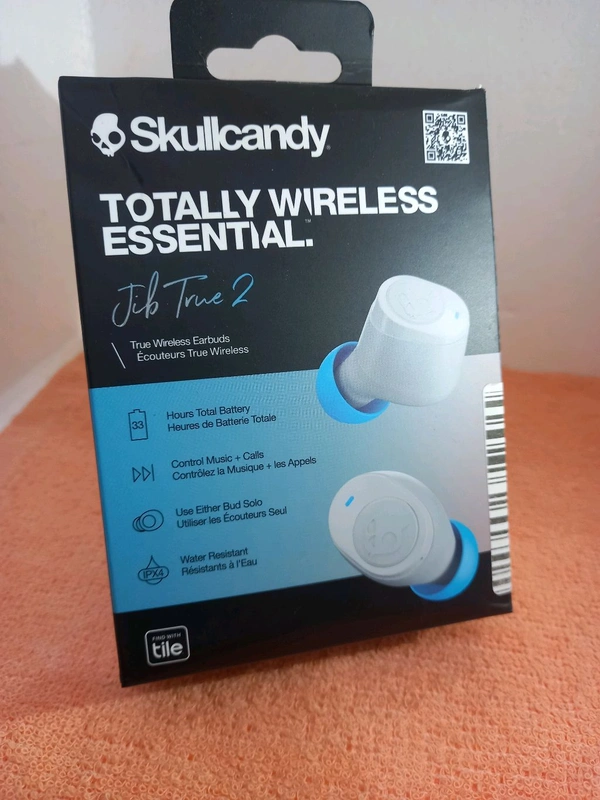 Skullcandy®
TOTALLY WIRELESS
ESSENTIAL.™
Jib True 2
True Wireless Earbuds
Écouteurs True Wireless
33
Hours Total Battery
Heures de Batterie Totale
Control Music + Calls
Contrôlez la Musique + les Appels
Use Either Bud Solo
Utiliser les Écouteurs Seul
IPX4
Water Resistant
Résistants à l'Eau
FIND WITH
tile